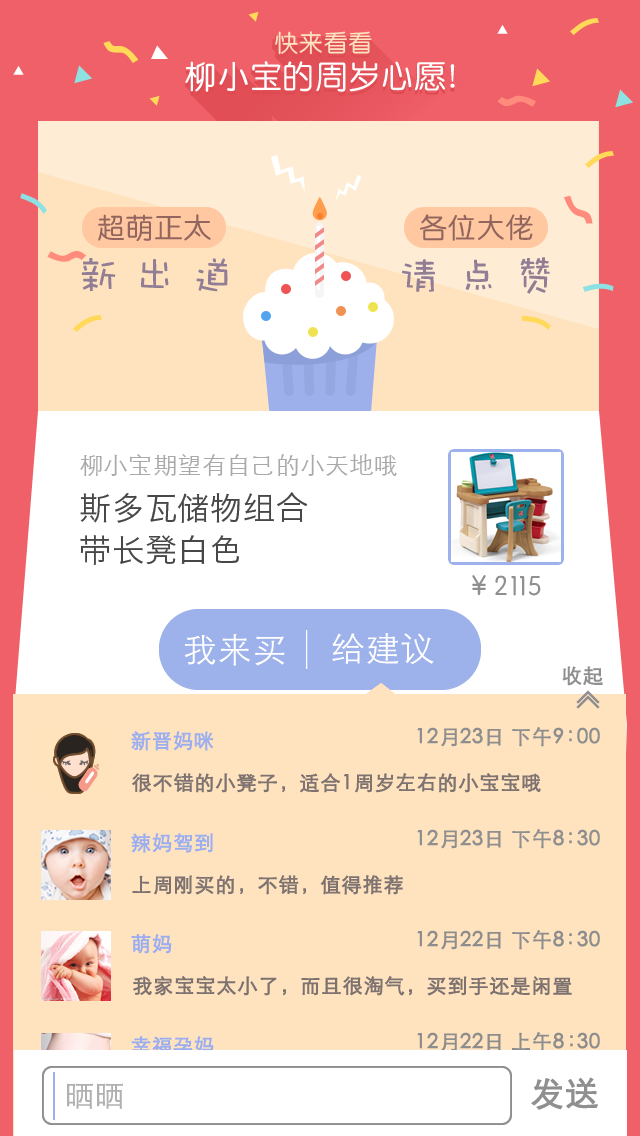 快来看看
柳小宝的周岁心愿!
超萌正太
新出道
各位大佬
请点赞
柳小宝期望有自己的小天地哦
斯多瓦储物组合
带长凳白色
¥ 2115
我来买 | 给建议
收起
新晋妈咪 12月23日 下午9:00
很不错的小凳子，适合1周岁左右的小宝宝哦
辣妈驾到 12月23日 下午8:30
上周刚买的，不错，值得推荐
萌妈 12月22日 下午8:30
我家宝宝太小了，而且很淘气，买到手还是闲置
幸福孕妈 12月22日 上午8:30
晒晒 发送